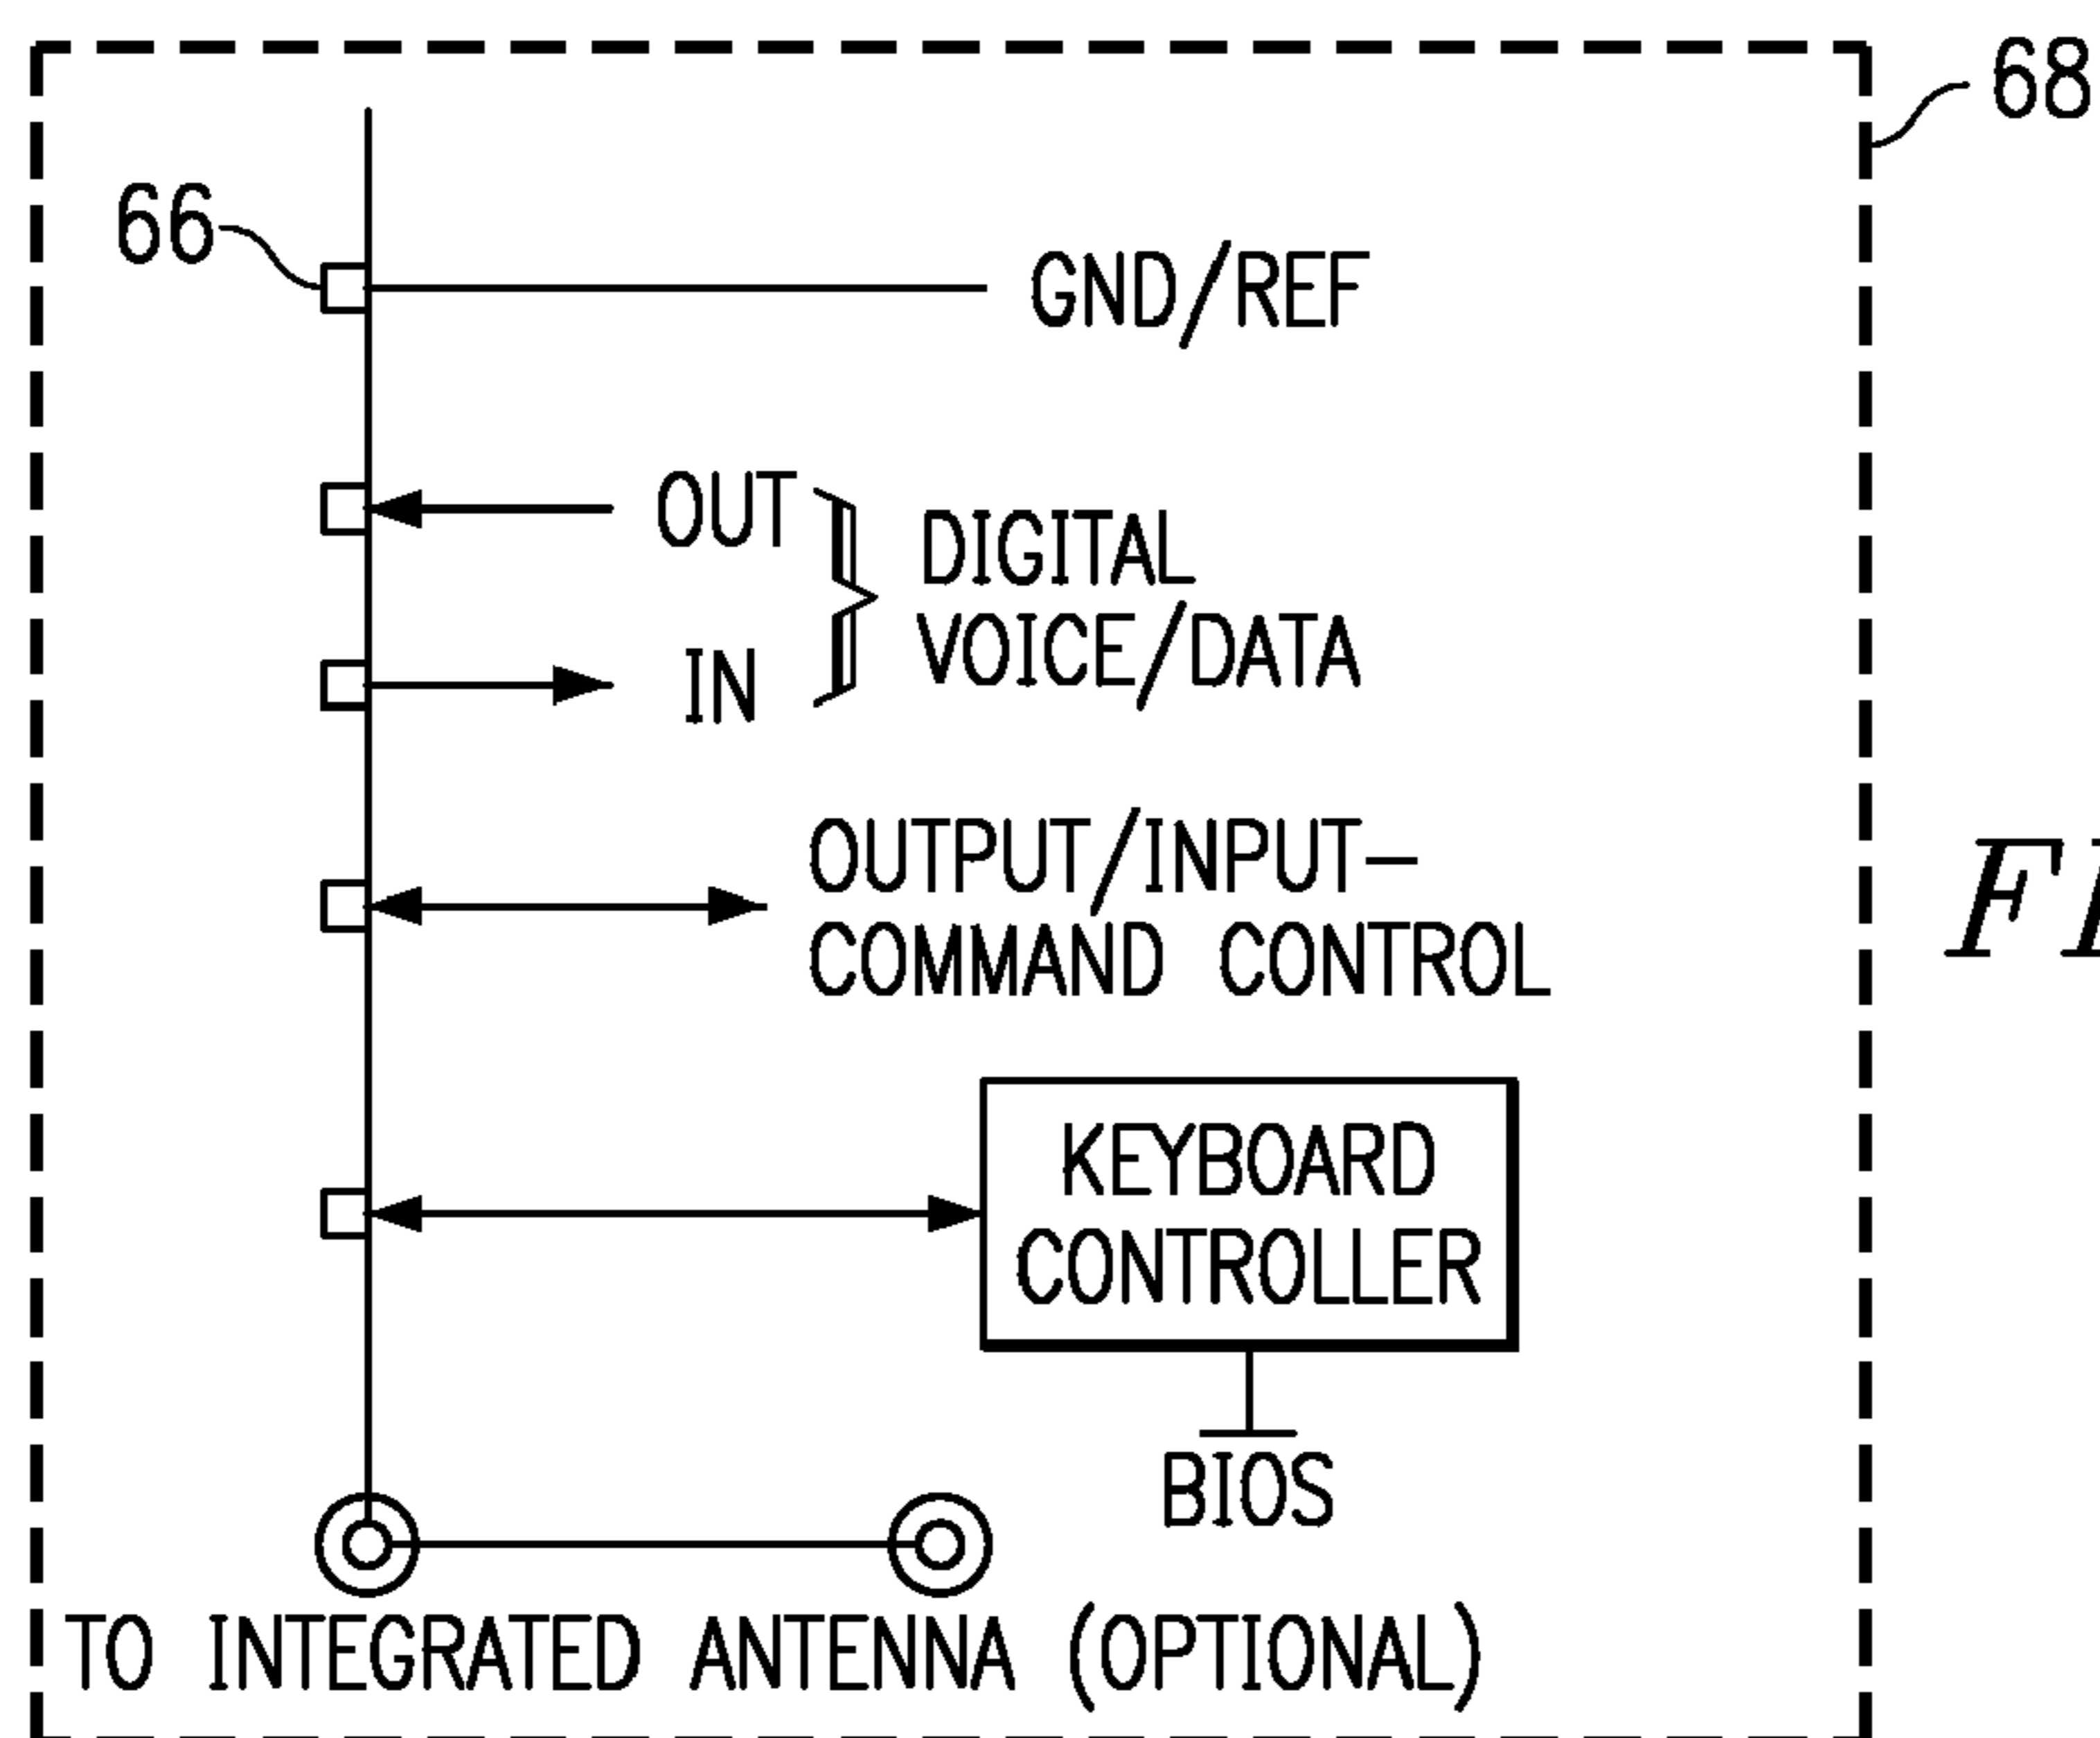 68
66
GND/REF
OUT
DIGITAL
VOICE/DATA
IN
OUTPUT/INPUT-
COMMAND CONTROL
KEYBOARD
CONTROLLER
BIOS
TO INTEGRATED ANTENNA (OPTIONAL)